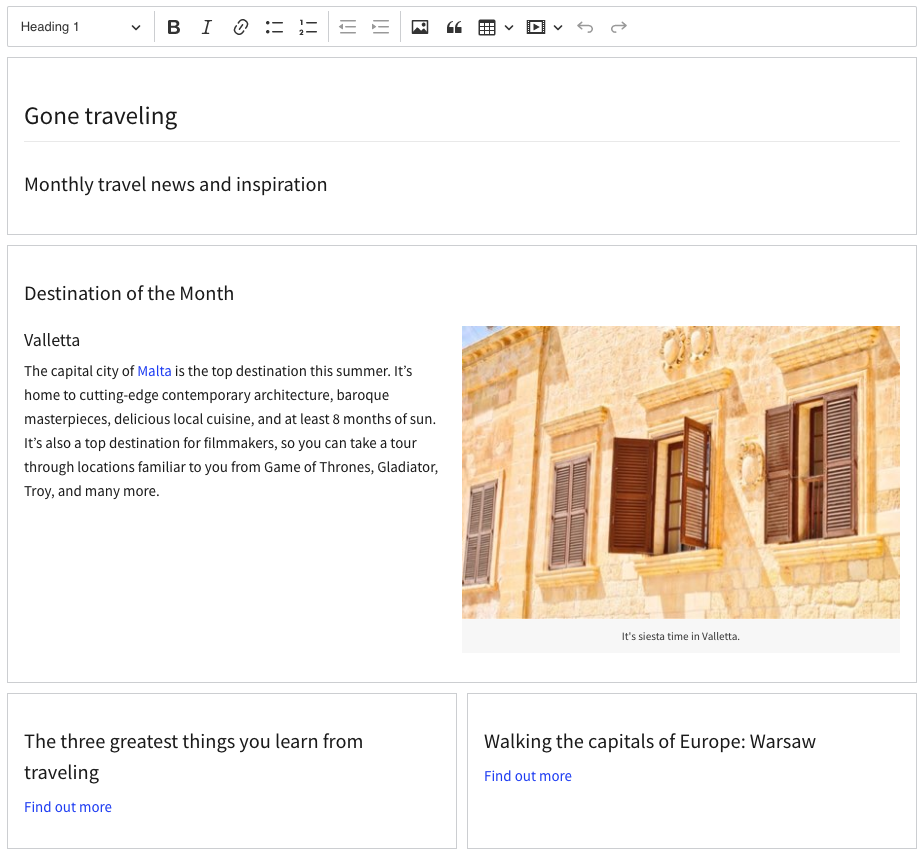 Heading 1
Gone traveling
Monthly travel news and inspiration
Destination of the Month
Valletta
The capital city of Malta is the top destination this summer. It’s
home to cutting-edge contemporary architecture, baroque
masterpieces, delicious local cuisine, and at least 8 months of sun.
It’s also a top destination for filmmakers, so you can take a tour
through locations familiar to you from Game of Thrones, Gladiator,
Troy, and many more.
It's siesta time in Valletta.
The three greatest things you learn from
traveling
Find out more
Walking the capitals of Europe: Warsaw
Find out more